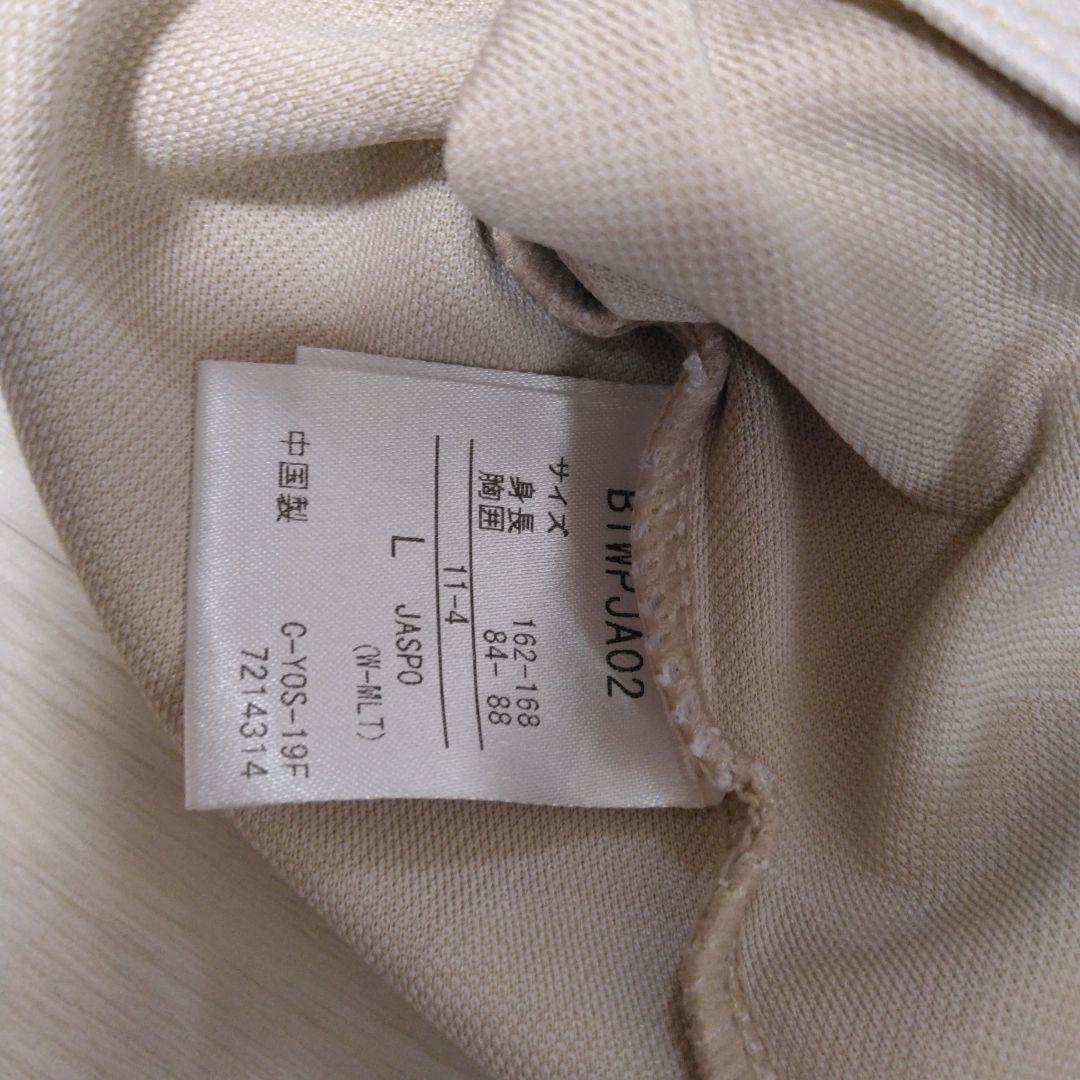 BTWPJA02
サイズ
身長 162-168
胸囲 84- 88
11-4
L JASPO
(W-MLT)
中国製 C-YOS-19F
7214314